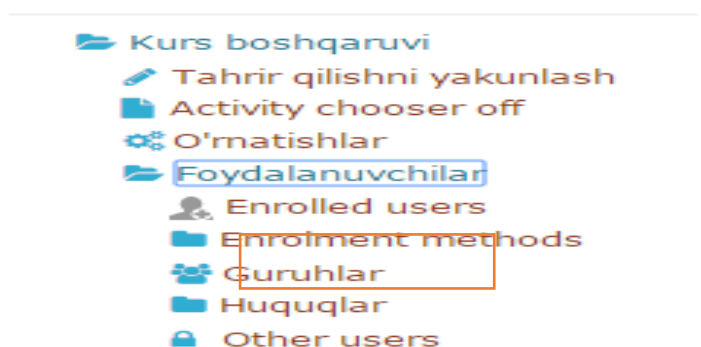 Kurs boshqaruvi
Tahrir qilishni yakunlash
Activity chooser off
O'rnatishlar
Foydalanuvchilar
Enrolled users
Enrolment methods
Guruhlar
Huquqlar
Other users